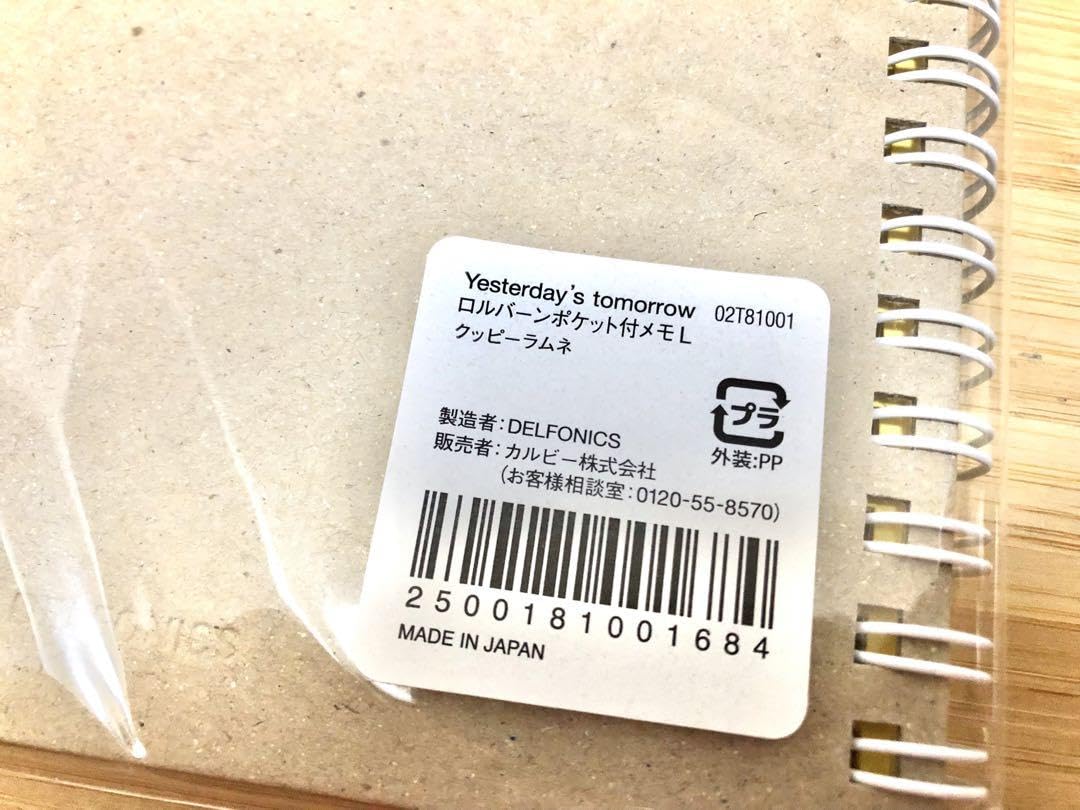 Yesterday's tomorrow 02T81001
ロルバーンポケット付メモL
クッピーラムネ
プラ
外装:PP
製造者:DELFONICS
販売者:カルビー株式会社
(お客様相談室:0120-55-8570)
2500181001684
MADE IN JAPAN